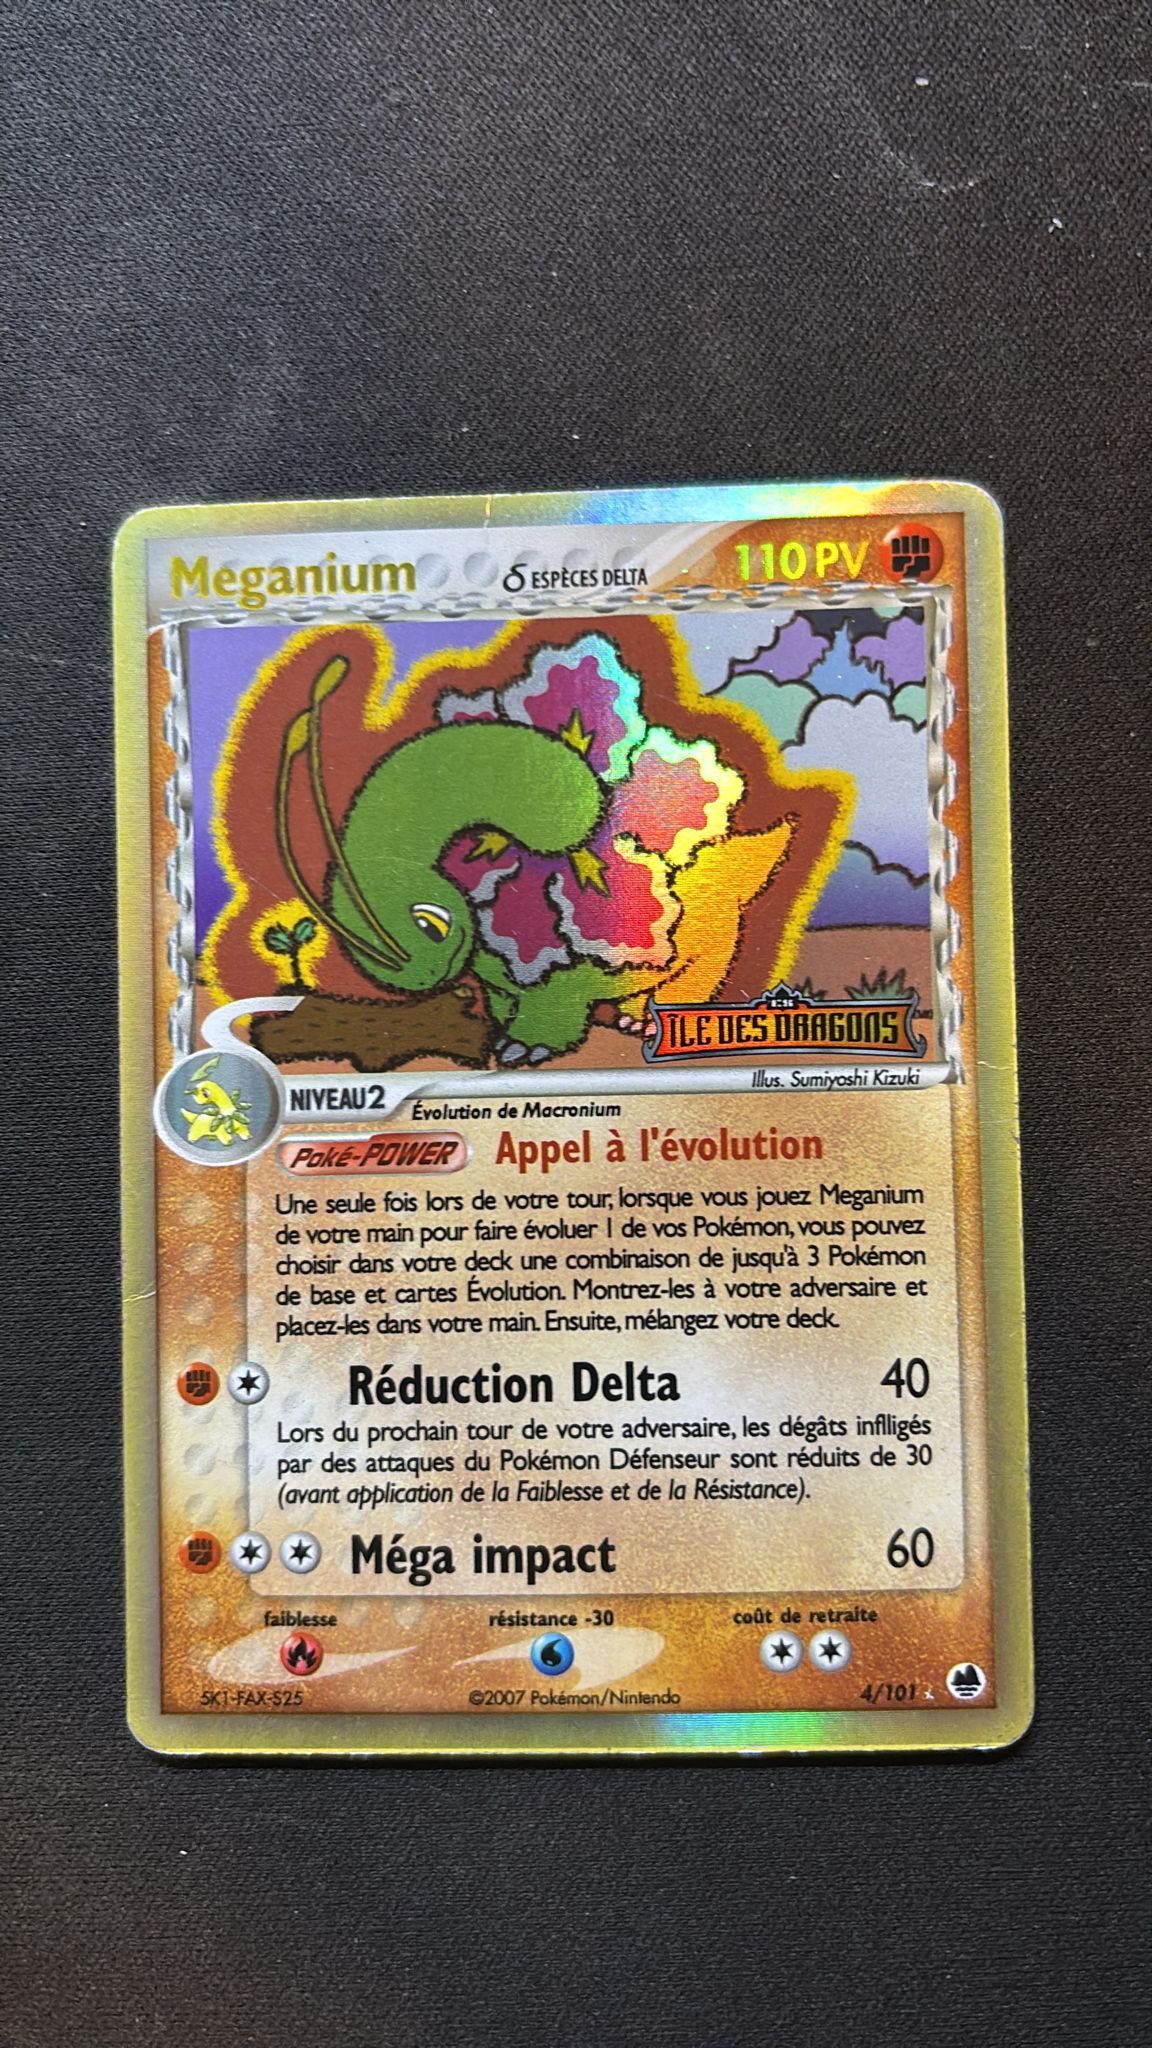 Meganium δ ESPÈCES DELTA 110 PV
ÎLE DES DRAGONS
Illus. Sumiyoshi Kizuki
NIVEAU 2 Évolution de Macronium
Poké-POWER Appel à l'évolution
Une seule fois lors de votre tour, lorsque vous jouez Meganium
de votre main pour faire évoluer 1 de vos Pokémon, vous pouvez
choisir dans votre deck une combinaison de jusqu'à 3 Pokémon
de base et cartes Évolution. Montrez-les à votre adversaire et
placez-les dans votre main. Ensuite, mélangez votre deck.
Réduction Delta 40
Lors du prochain tour de votre adversaire, les dégâts inflligés
par des attaques du Pokémon Défenseur sont réduits de 30
(avant application de la Faiblesse et de la Résistance).
Méga impact 60
faiblesse résistance -30 coût de retraite
5K1-FAX-S25 ©2007 Pokémon/Nintendo 4/101